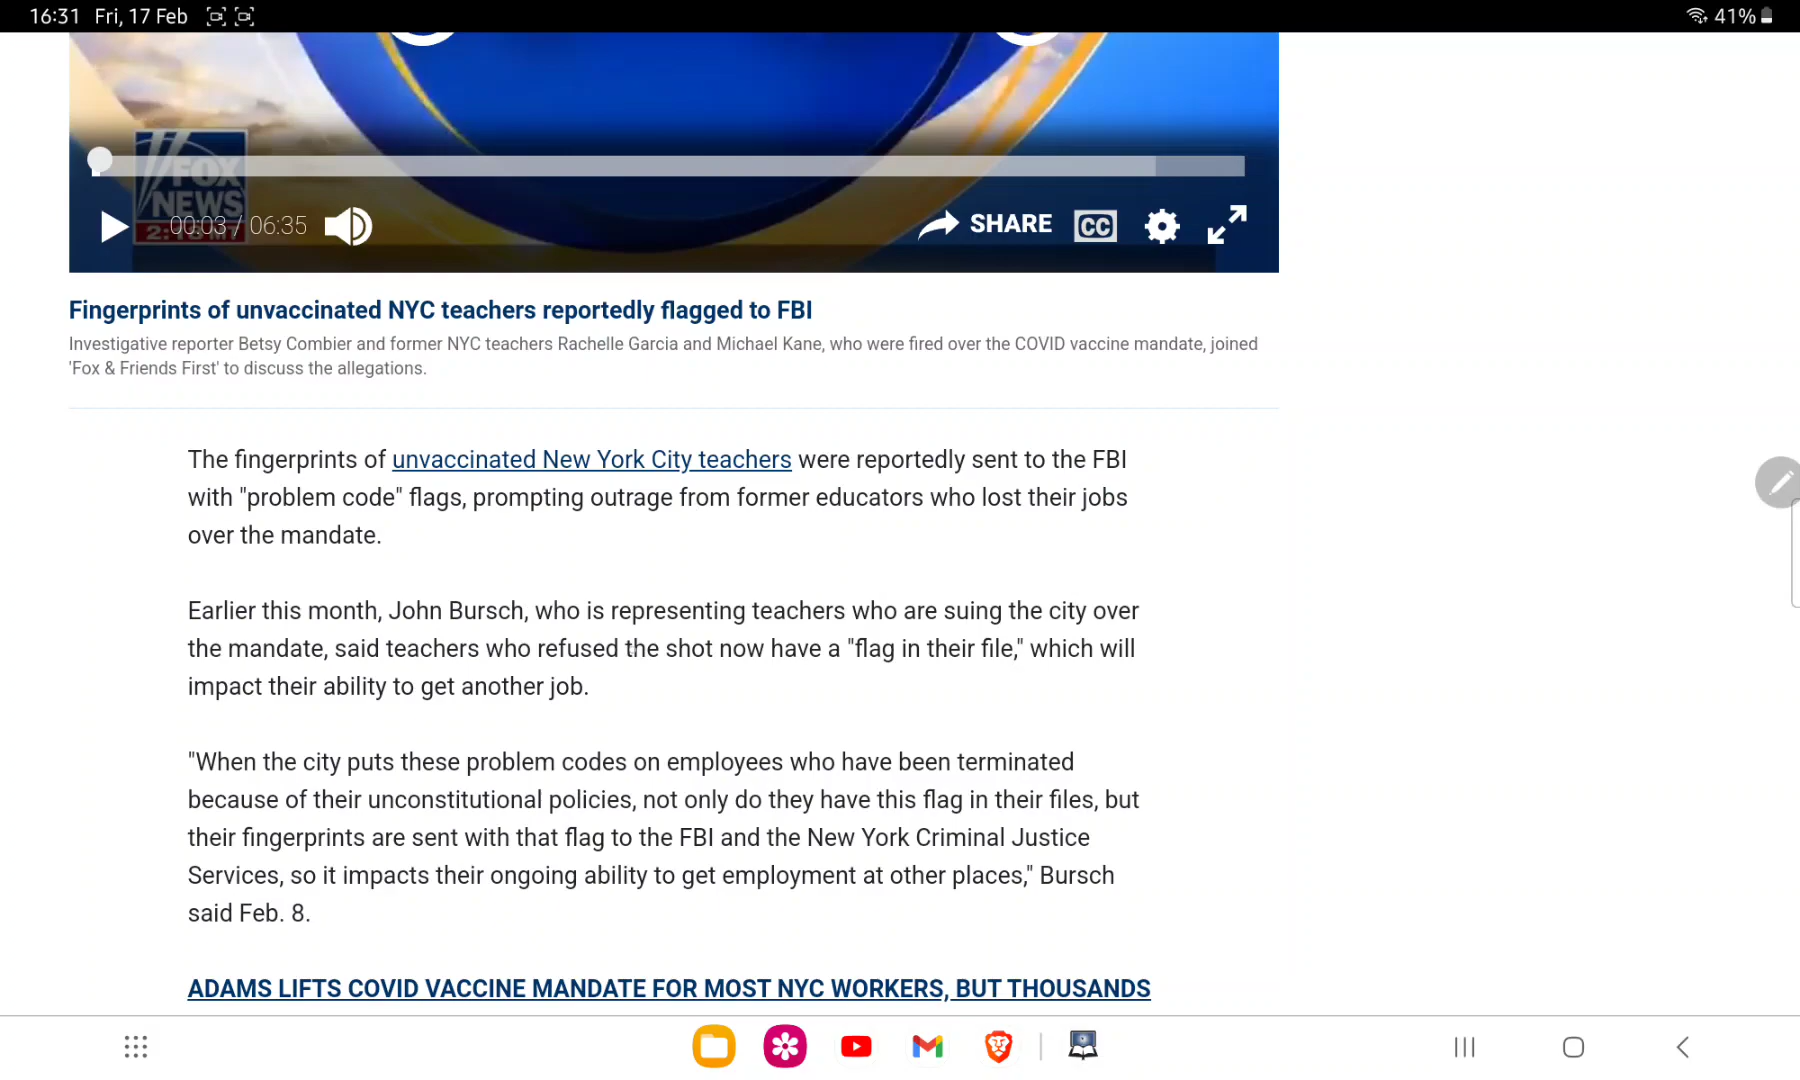 16:31 Fri, 17 Feb
41%
FOX
NEWS
00:03 / 06:35
SHARE CC
Fingerprints of unvaccinated NYC teachers reportedly flagged to FBI
Investigative reporter Betsy Combier and former NYC teachers Rachelle Garcia and Michael Kane, who were fired over the COVID vaccine mandate, joined
'Fox & Friends First' to discuss the allegations.
The fingerprints of unvaccinated New York City teachers were reportedly sent to the FBI
with "problem code" flags, prompting outrage from former educators who lost their jobs
over the mandate.
Earlier this month, John Bursch, who is representing teachers who are suing the city over
the mandate, said teachers who refused the shot now have a "flag in their file," which will
impact their ability to get another job.
"When the city puts these problem codes on employees who have been terminated
because of their unconstitutional policies, not only do they have this flag in their files, but
their fingerprints are sent with that flag to the FBI and the New York Criminal Justice
Services, so it impacts their ongoing ability to get employment at other places," Bursch
said Feb. 8.
ADAMS LIFTS COVID VACCINE MANDATE FOR MOST NYC WORKERS, BUT THOUSANDS